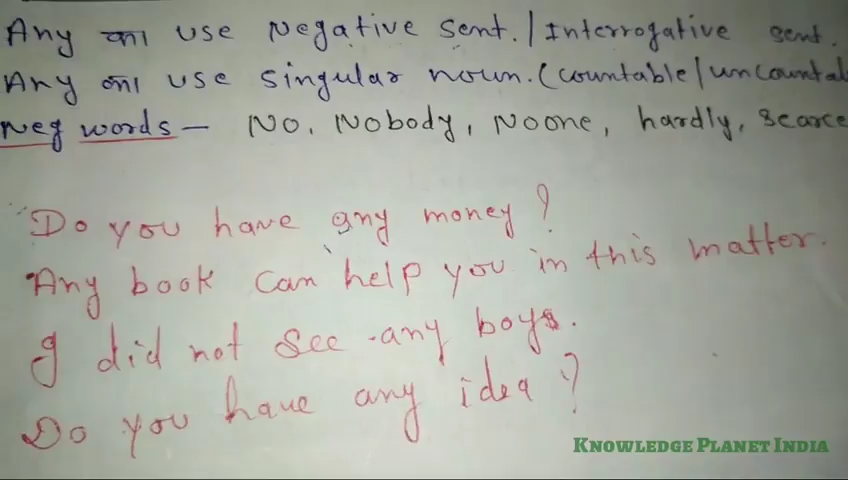 Any का use Negative sent. / Interrogative sent.
Any का use singular noun. (countable/uncountal
Neg words — No, Nobody, Noone, hardly, scarce
Do you have any money?
Any book can help you in this matter.
I did not see any boys.
Do you have any idea?
KNOWLEDGE PLANET INDIA